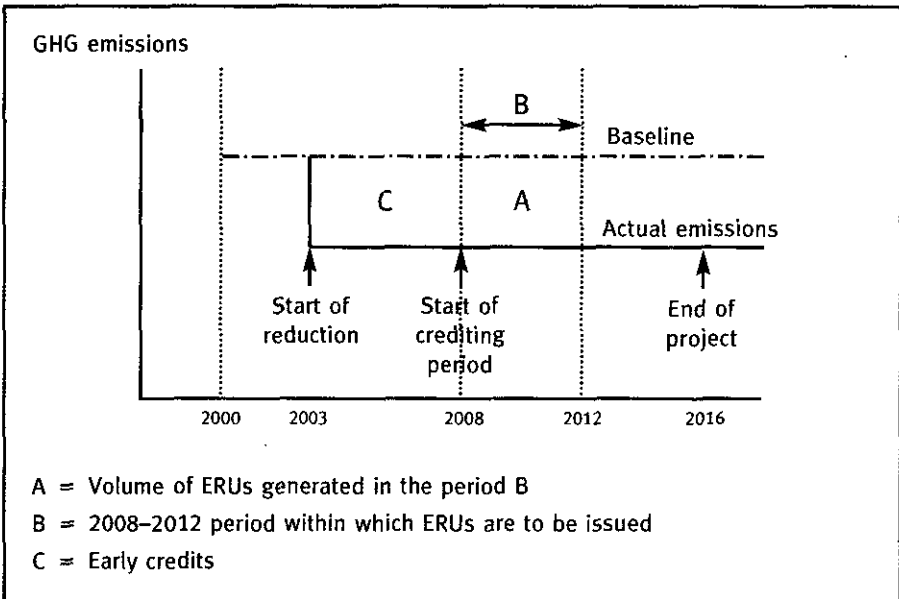 GHG emissions
B
Baseline
C
A
Actual emissions
Start of
reduction
Start of
crediting
period
End of
project
2000 2003 2008 2012 2016
A = Volume of ERUs generated in the period B
B = 2008–2012 period within which ERUs are to be issued
C = Early credits